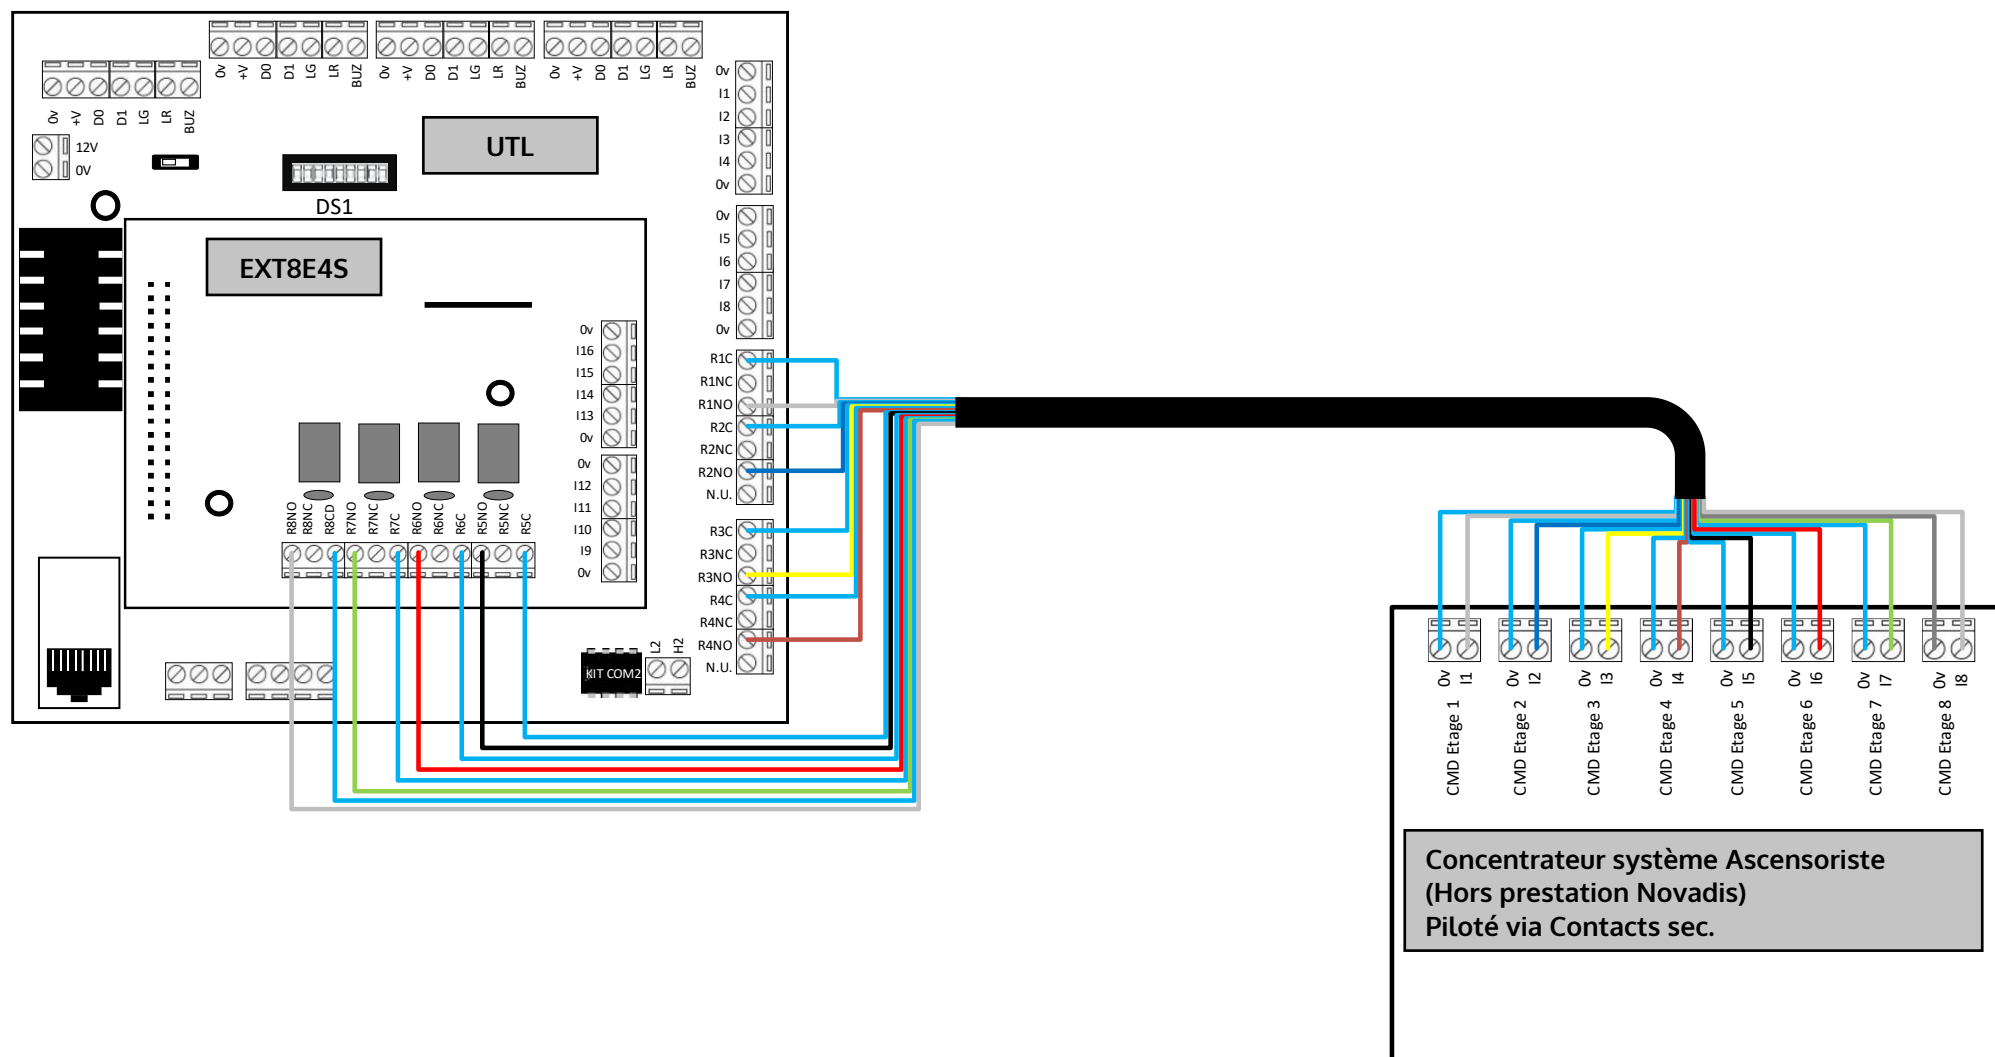 0v +V D0 D1 LG LR BUZ
0v +V D0 D1 LG LR BUZ
0v +V D0 D1 LG LR BUZ
0v +V D0 D1 LG LR BUZ
12V
0V
DS1
UTL
EXT8E4S
0v
I1
I2
I3
I4
0v
0v
I5
I6
I7
I8
0v
R1C
R1NC
R1NO
R2C
R2NC
R2NO
N.U.
R3C
R3NC
R3NO
R4C
R4NC
R4NO
N.U.
0v
I16
I15
I14
I13
0v
0v
I12
I11
I10
I9
0v
R8NO R8NC R8CD R7NO R7NC R7C R6NO R6NC R6C R5NO R5NC R5C
KIT COM2
L2 H2
0v I1 0v I2 0v I3 0v I4 0v I5 0v I6 0v I7 0v I8
CMD Etage 1
CMD Etage 2
CMD Etage 3
CMD Etage 4
CMD Etage 5
CMD Etage 6
CMD Etage 7
CMD Etage 8
Concentrateur système Ascensoriste
(Hors prestation Novadis)
Piloté via Contacts sec.